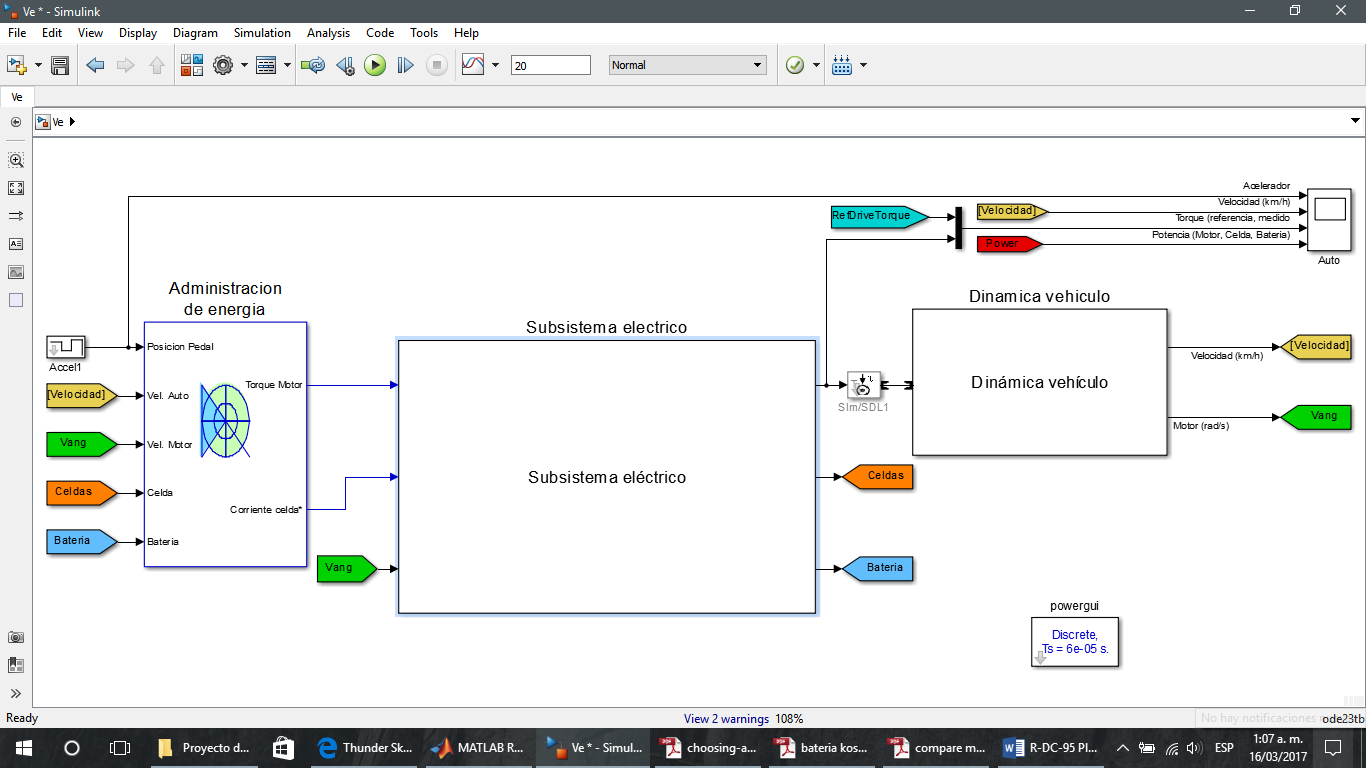 Ve * - Simulink
File Edit View Display Diagram Simulation Analysis Code Tools Help
20 Normal
Ve
Ve
Acelerador
Velocidad (km/h)
RefDriveTorque
[Velocidad]
Torque (referencia, medido
Potencia (Motor, Celda, Bateria)
Power
Auto
Administracion
de energia
Dinamica vehiculo
Subsistema electrico
Posicion Pedal
Accel1
[Velocidad]
Velocidad (km/h)
Torque Motor
Dinámica vehículo
[Velocidad]
Vel. Auto
SIm/SDL1
Vang
Motor (rad/s)
Vang
Vel. Motor
Subsistema eléctrico
Celdas
Celdas
Celda
Corriente celda*
Bateria
Bateria
Vang
Bateria
powergui
Discrete,
Ts = 6e-05 s.
Ready
View 2 warnings 108%
No hay notificaciones
ode23tb
Proyecto d...
Thunder Sk...
MATLAB R...
Ve * - Simul...
choosing-a...
bateria kos...
compare m...
R-DC-95 Pl...
ESP
1:07 a. m.
16/03/2017